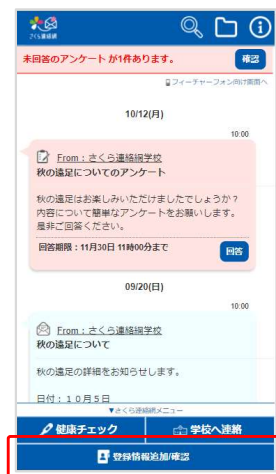 さくら連絡網
未回答のアンケートが1件あります。
確認
フィーチャーフォン向け画面へ
10/12(月)
10:00
From：さくら連絡網学校
秋の遠足についてのアンケート
秋の遠足はお楽しみいただけましたでしょうか？
内容について簡単なアンケートをお願いします。
是非ご回答ください。
回答期限：11月30日 11時00分まで
回答
09/20(日)
10:00
From：さくら連絡網学校
秋の遠足について
秋の遠足の詳細をお知らせします。
日付：１０月５日
▼さくら連絡網メニュー
健康チェック
学校へ連絡
登録情報追加/確認